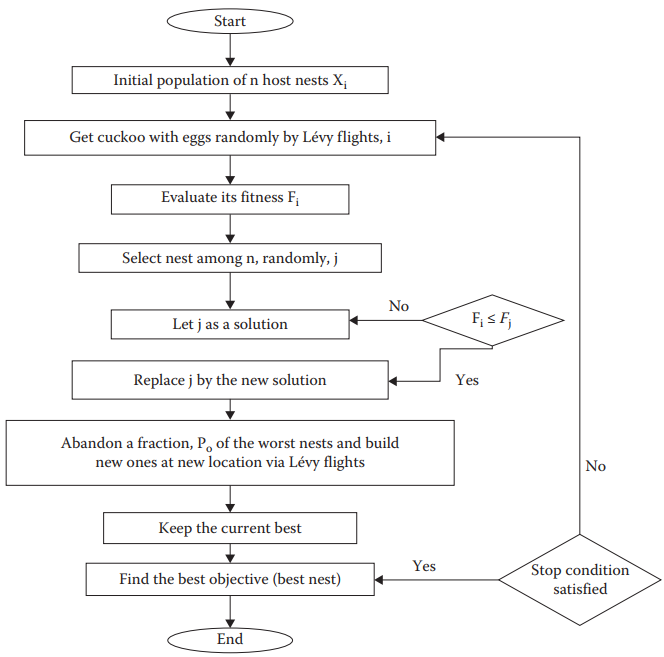 Start
Initial population of n host nests Xi
Get cuckoo with eggs randomly by Lévy flights, i
Evaluate its fitness Fi
Select nest among n, randomly, j
Let j as a solution
No
Fi ≤ Fj
Replace j by the new solution
Yes
Abandon a fraction, Po of the worst nests and build
new ones at new location via Lévy flights
No
Keep the current best
Find the best objective (best nest)
Yes
Stop condition
satisfied
End